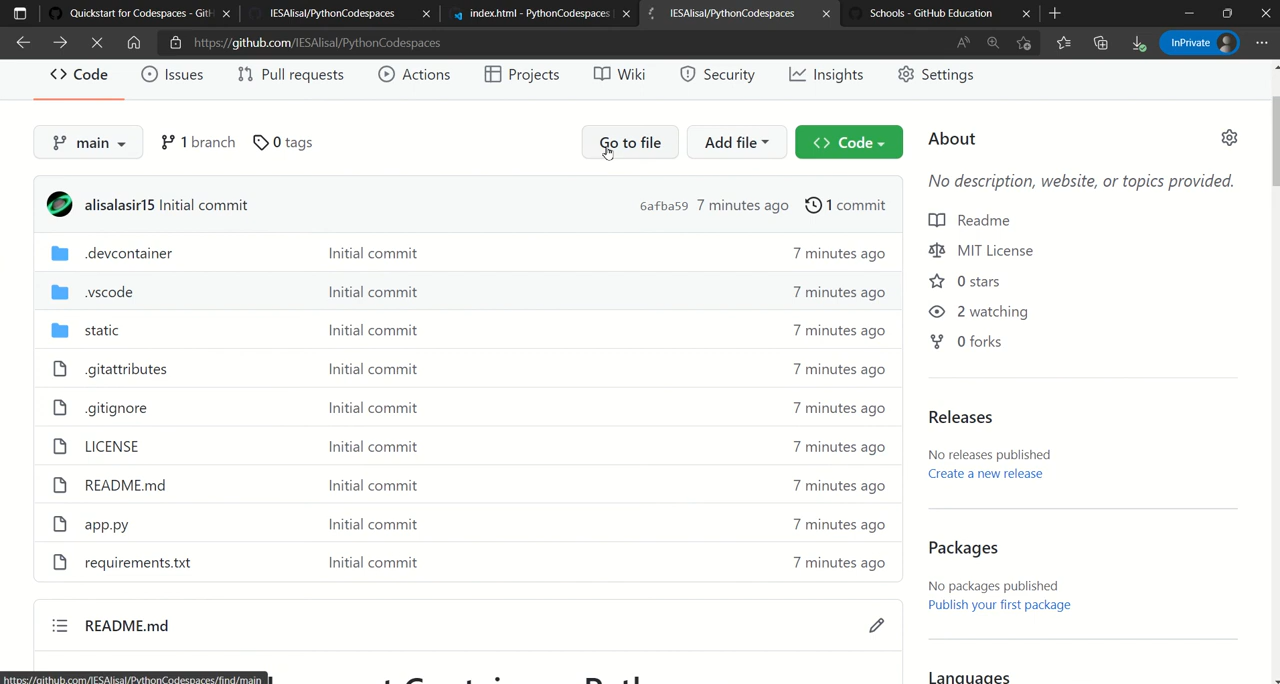 Quickstart for Codespaces - GitH
IESAlisal/PythonCodespaces
index.html - PythonCodespaces
IESAlisal/PythonCodespaces
Schools - GitHub Education
https://github.com/IESAlisal/PythonCodespaces
InPrivate
Code
Issues
Pull requests
Actions
Projects
Wiki
Security
Insights
Settings
main
1 branch
0 tags
Go to file
Add file
Code
alisalasir15 Initial commit
6afba59 7 minutes ago
1 commit
.devcontainer Initial commit 7 minutes ago
.vscode Initial commit 7 minutes ago
static Initial commit 7 minutes ago
.gitattributes Initial commit 7 minutes ago
.gitignore Initial commit 7 minutes ago
LICENSE Initial commit 7 minutes ago
README.md Initial commit 7 minutes ago
app.py Initial commit 7 minutes ago
requirements.txt Initial commit 7 minutes ago
README.md
About
No description, website, or topics provided.
Readme
MIT License
0 stars
2 watching
0 forks
Releases
No releases published
Create a new release
Packages
No packages published
Publish your first package
Languages
https://github.com/IESAlisal/PythonCodespaces/find/main